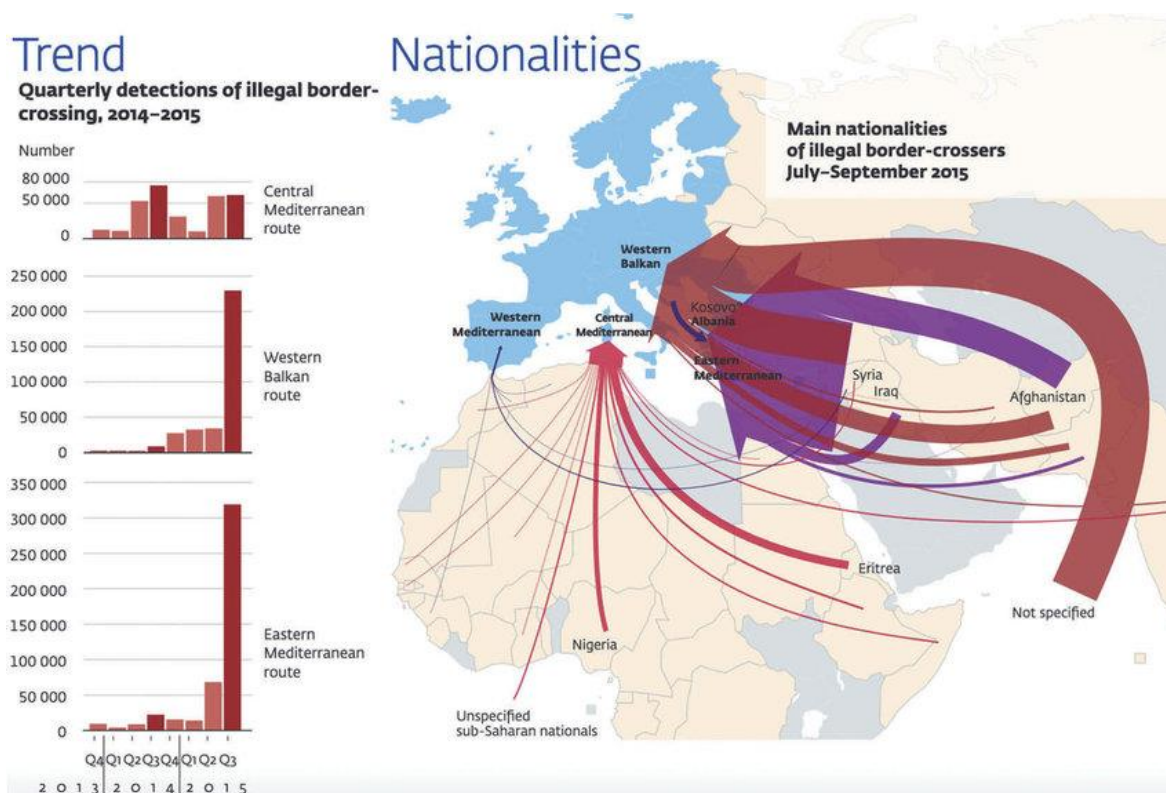 Trend
Quarterly detections of illegal border-
crossing, 2014–2015
Number
80 000
50 000
0
Central
Mediterranean
route
250 000
200 000
150 000
100 000
50 000
0
Western
Balkan
route
350 000
300 000
250 000
200 000
150 000
100 000
50 000
0
Eastern
Mediterranean
route
Q4 Q1 Q2 Q3 Q4 Q1 Q2 Q3
2 0 1 3 2 0 1 4 2 0 1 5
Nationalities
Main nationalities
of illegal border-crossers
July–September 2015
Western
Balkan
Western
Mediterranean
Central
Mediterranean
Kosovo*
Albania
Eastern
Mediterranean
Syria
Iraq
Afghanistan
Eritrea
Not specified
Nigeria
Unspecified
sub-Saharan nationals